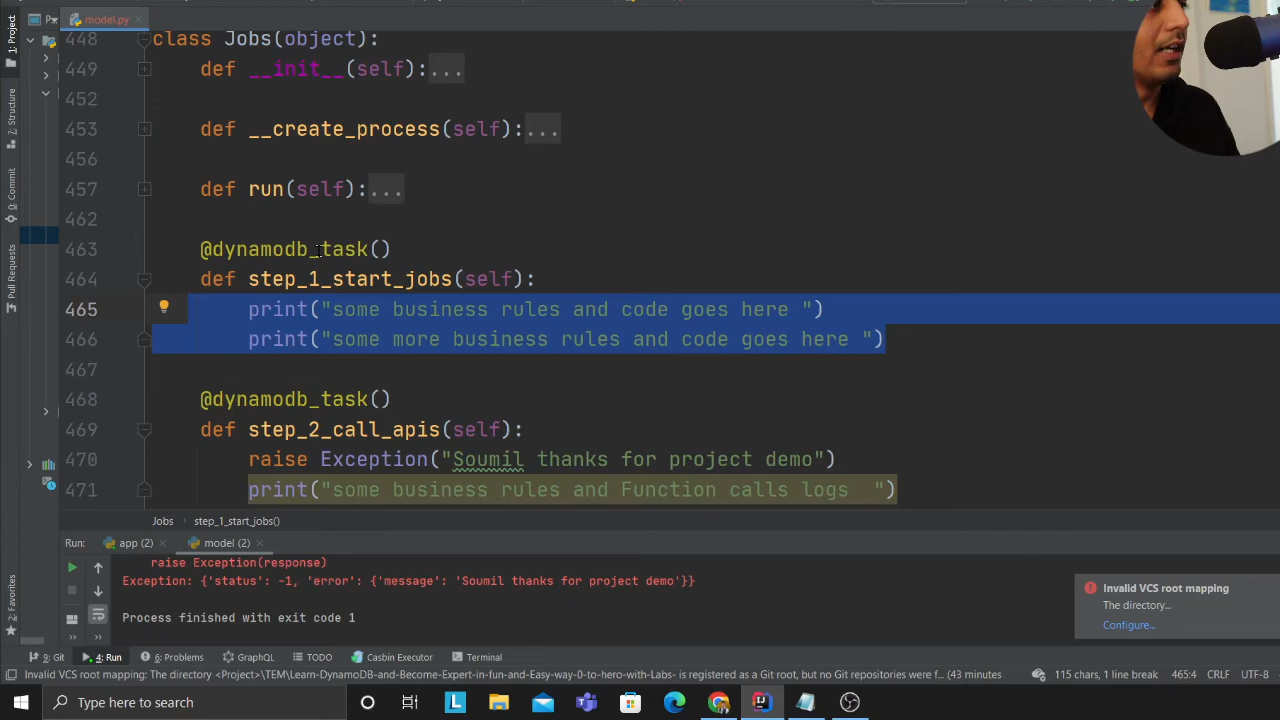 1: Project
P
model.py
448 class Jobs(object):
449 def __init__(self):...
452
453 def __create_process(self):...
456
457 def run(self):...
462
463 @dynamodb_task()
464 def step_1_start_jobs(self):
465 print("some business rules and code goes here ")
466 print("some more business rules and code goes here ")
467
468 @dynamodb_task()
469 def step_2_call_apis(self):
470 raise Exception("Soumil thanks for project demo")
471 print("some business rules and Function calls logs  ")
Z: Structure
Commit
Pull Requests
2: Favorites
Jobs step_1_start_jobs()
Run: app (2) model (2)
raise Exception(response)
Exception: {'status': -1, 'error': {'message': 'Soumil thanks for project demo'}}
Process finished with exit code 1
Invalid VCS root mapping
The directory...
Configure...
9: Git 4: Run 6: Problems GraphQL TODO Casbin Executor Terminal
Invalid VCS root mapping: The directory <Project>\TEM\Learn-DynamoDB-and-Become-Expert-in-fun-and-Easy-way-0-to-hero-with-Labs- is registered as a Git root, but no Git repositories were f... (43 minutes 115 chars, 1 line break 465:4 CRLF UTF-8
Type here to search
L